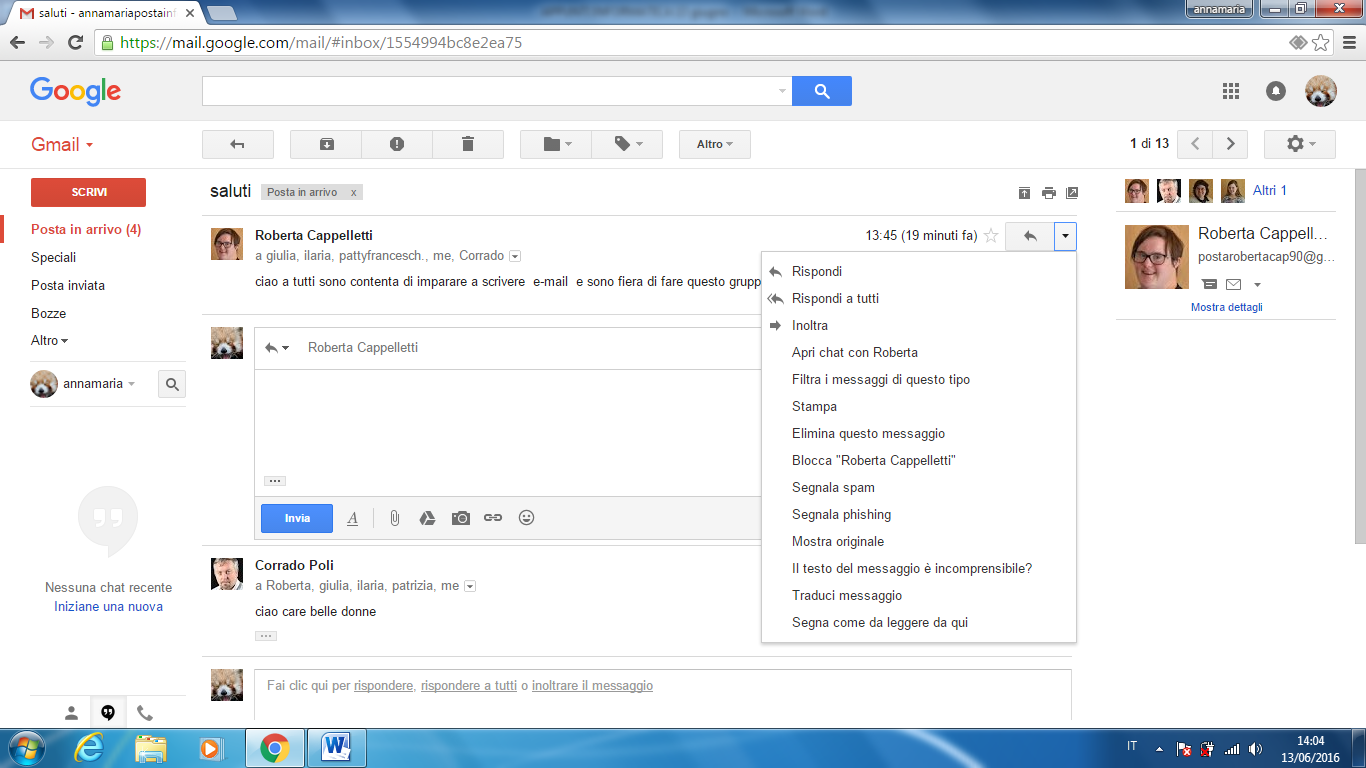 saluti - annamariapostainf
annamaria
https://mail.google.com/mail/#inbox/1554994bc8e2ea75
Google
Gmail
Altro
1 di 13
SCRIVI
Posta in arrivo (4)
Speciali
Posta inviata
Bozze
Altro
annamaria
Nessuna chat recente
Iniziane una nuova
saluti
Posta in arrivo x
Roberta Cappelletti
13:45 (19 minuti fa)
a giulia, ilaria, pattyfrancesch., me, Corrado
ciao a tutti sono contenta di imparare a scrivere e-mail e sono fiera di fare questo grupp
Roberta Cappelletti
Invia
Corrado Poli
a Roberta, giulia, ilaria, patrizia, me
ciao care belle donne
Fai clic qui per rispondere, rispondere a tutti o inoltrare il messaggio
Rispondi
Rispondi a tutti
Inoltra
Apri chat con Roberta
Filtra i messaggi di questo tipo
Stampa
Elimina questo messaggio
Blocca "Roberta Cappelletti"
Segnala spam
Segnala phishing
Mostra originale
Il testo del messaggio è incomprensibile?
Traduci messaggio
Segna come da leggere da qui
Altri 1
Roberta Cappell…
postarobertacap90@g…
Mostra dettagli
IT
14:04
13/06/2016